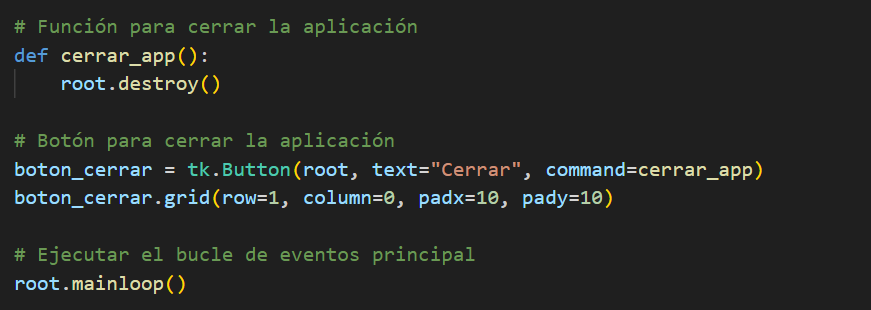 # Función para cerrar la aplicación
def cerrar_app():
    root.destroy()
# Botón para cerrar la aplicación
boton_cerrar = tk.Button(root, text="Cerrar", command=cerrar_app)
boton_cerrar.grid(row=1, column=0, padx=10, pady=10)
# Ejecutar el bucle de eventos principal
root.mainloop()